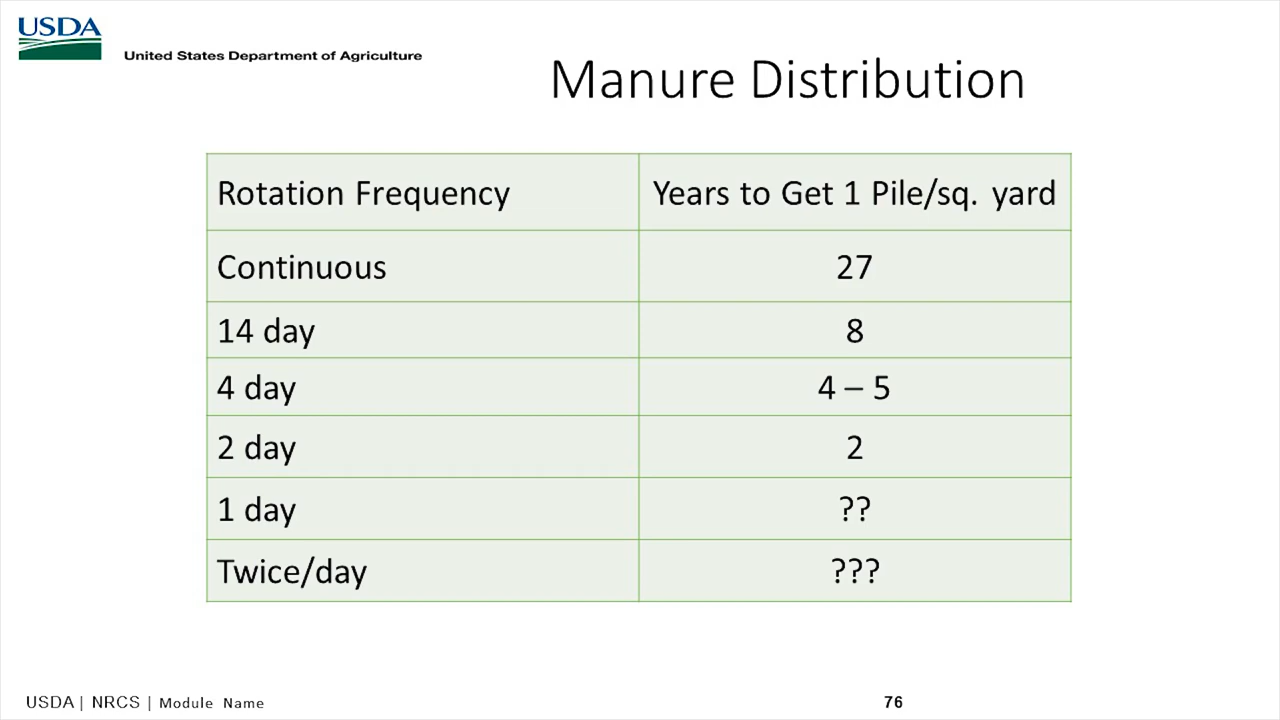 USDA
United States Department of Agriculture
Manure Distribution
Rotation Frequency Years to Get 1 Pile/sq. yard
Continuous 27
14 day 8
4 day 4 – 5
2 day 2
1 day ??
Twice/day ???
USDA | NRCS | Module Name 76